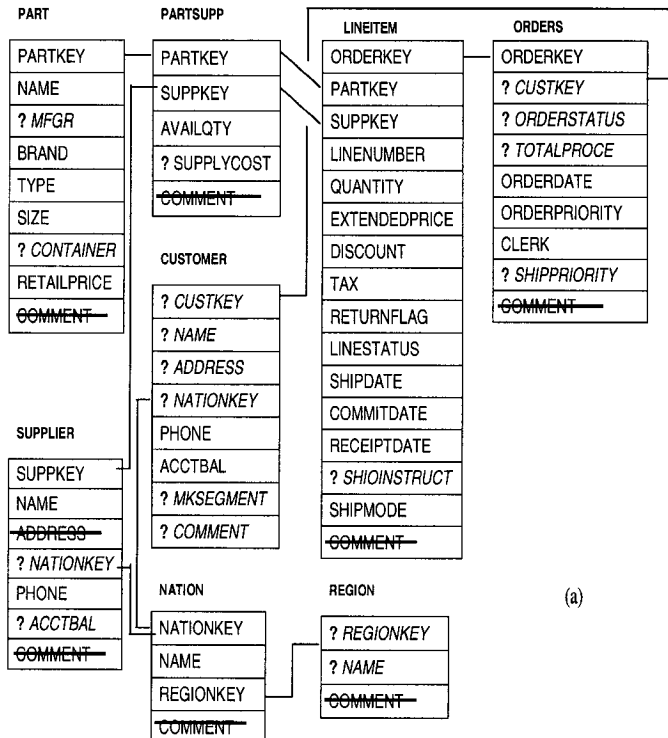 PART
PARTKEY
NAME
? MFGR
BRAND
TYPE
SIZE
? CONTAINER
RETAILPRICE
COMMENT
PARTSUPP
PARTKEY
SUPPKEY
AVAILQTY
? SUPPLYCOST
COMMENT
LINEITEM
ORDERKEY
PARTKEY
SUPPKEY
LINENUMBER
QUANTITY
EXTENDEDPRICE
DISCOUNT
TAX
RETURNFLAG
LINESTATUS
SHIPDATE
COMMITDATE
RECEIPTDATE
? SHIOINSTRUCT
SHIPMODE
COMMENT
ORDERS
ORDERKEY
? CUSTKEY
? ORDERSTATUS
? TOTALPROCE
ORDERDATE
ORDERPRIORITY
CLERK
? SHIPPRIORITY
COMMENT
CUSTOMER
? CUSTKEY
? NAME
? ADDRESS
? NATIONKEY
PHONE
ACCTBAL
? MKSEGMENT
? COMMENT
SUPPLIER
SUPPKEY
NAME
ADDRESS
? NATIONKEY
PHONE
? ACCTBAL
COMMENT
NATION
NATIONKEY
NAME
REGIONKEY
COMMENT
REGION
? REGIONKEY
? NAME
COMMENT
(a)